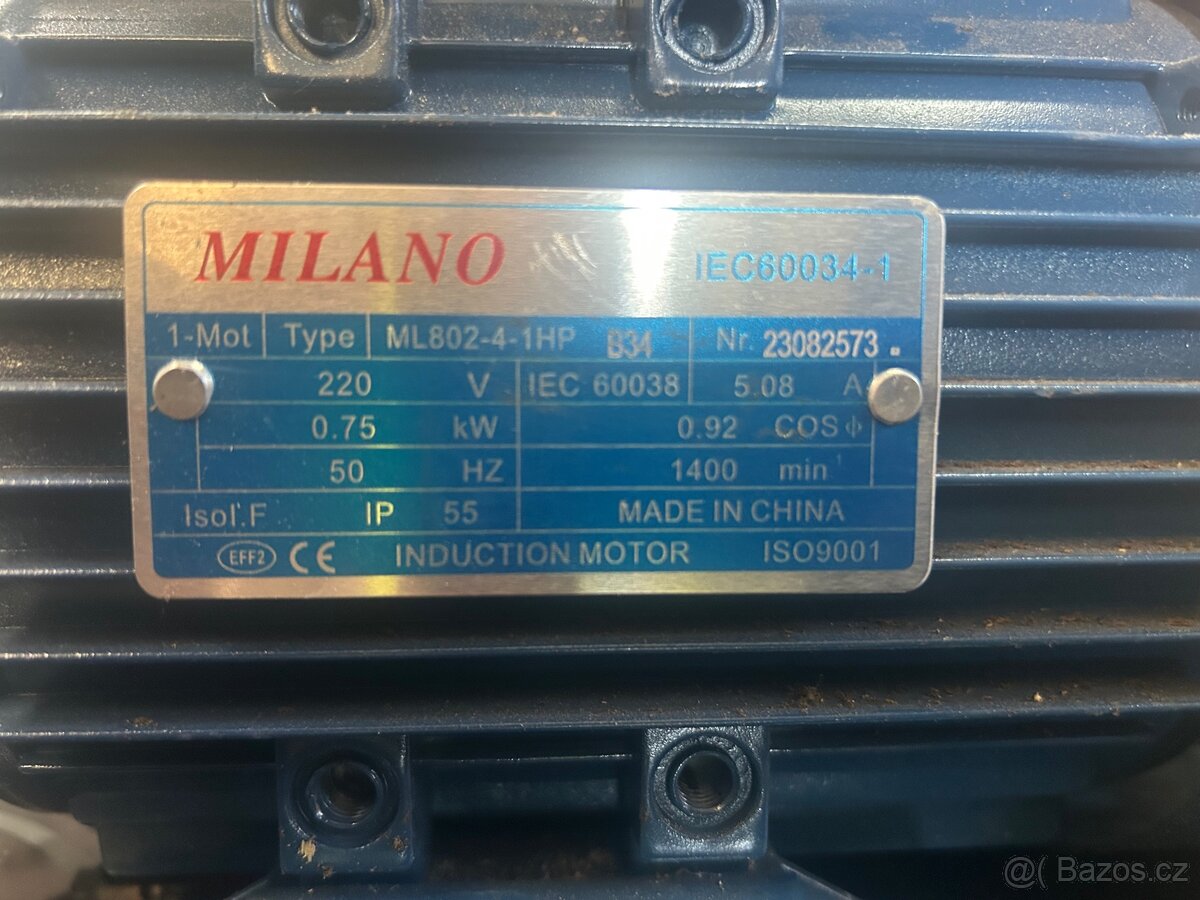 MILANO IEC60034-1
1-Mot Type ML802-4-1HP B34 Nr. 23082573.
220 V IEC 60038 5.08 A
0.75 kW 0.92 COSϕ
50 HZ 1400 min⁻¹
Isol.F IP 55 MADE IN CHINA
EFF2 CE INDUCTION MOTOR ISO9001
@( Bazos.cz